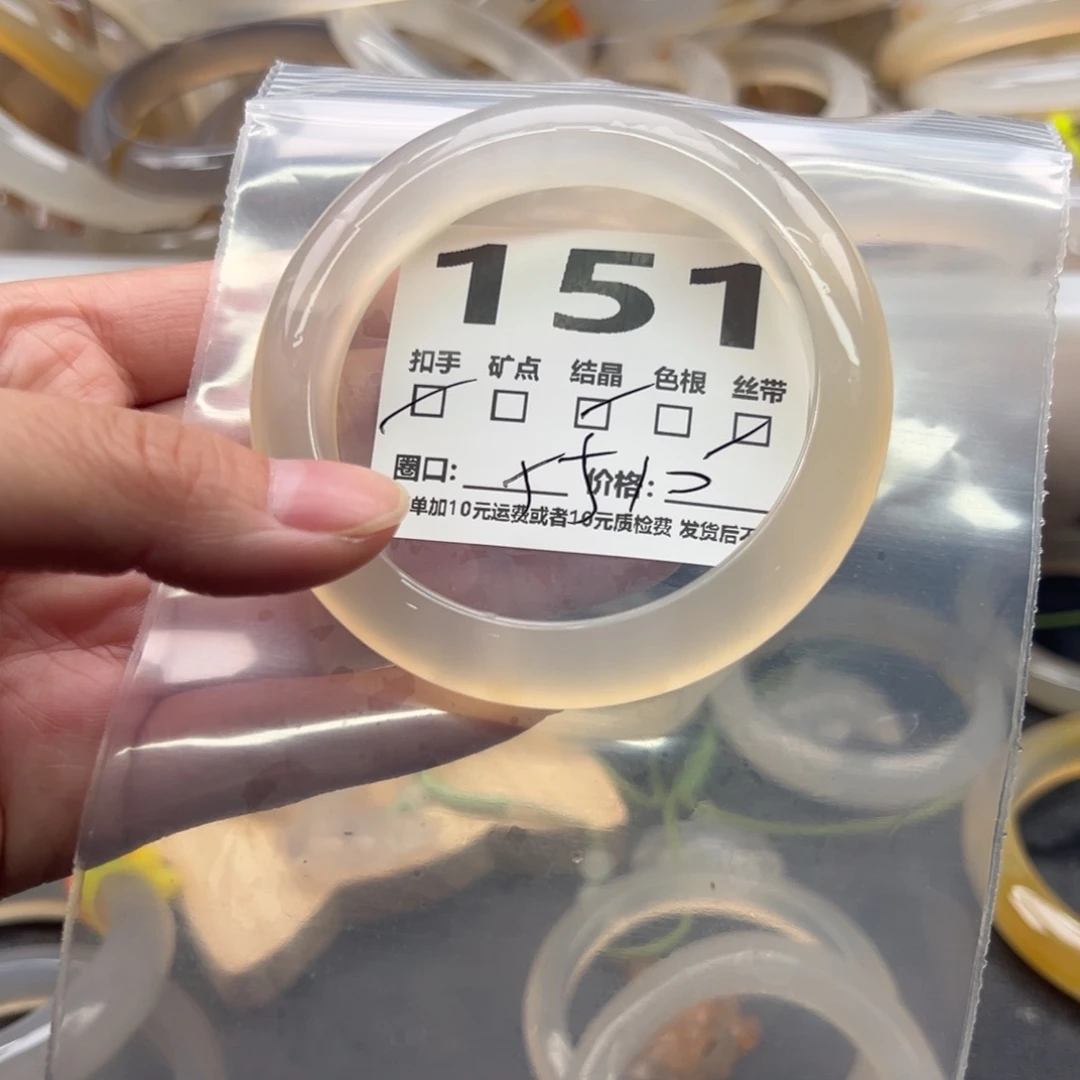 151
扣手 矿点 结晶 色根 丝带
圈口: 价格:
单加10元运费或者10元质检费 发货后不